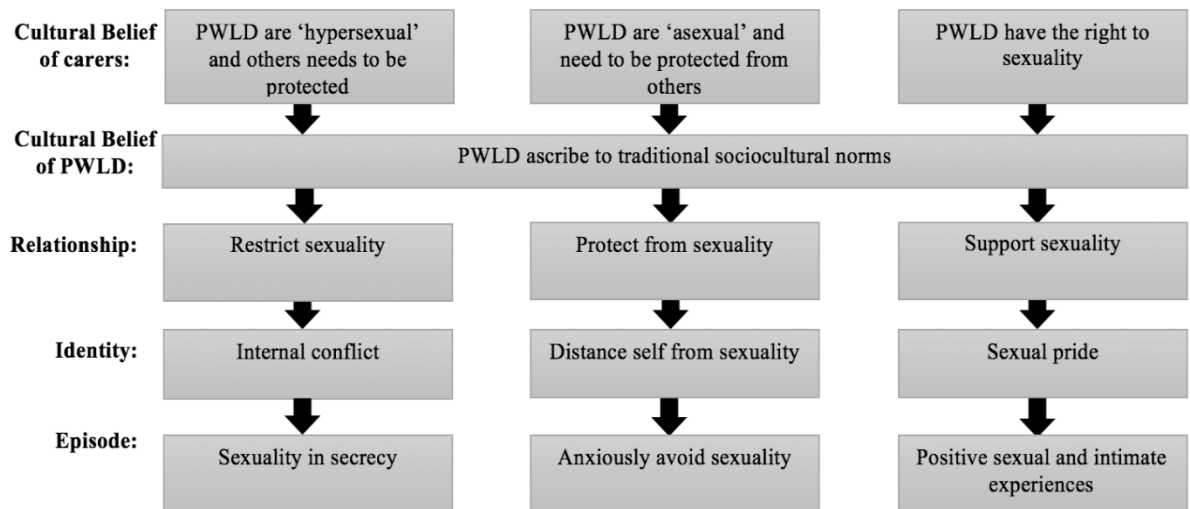 Cultural Belief
of carers:
PWLD are ‘hypersexual’
and others needs to be
protected
PWLD are ‘asexual’ and
need to be protected from
others
PWLD have the right to
sexuality
Cultural Belief
of PWLD:
PWLD ascribe to traditional sociocultural norms
Relationship:
Restrict sexuality
Protect from sexuality
Support sexuality
Identity:
Internal conflict
Distance self from sexuality
Sexual pride
Episode:
Sexuality in secrecy
Anxiously avoid sexuality
Positive sexual and intimate
experiences